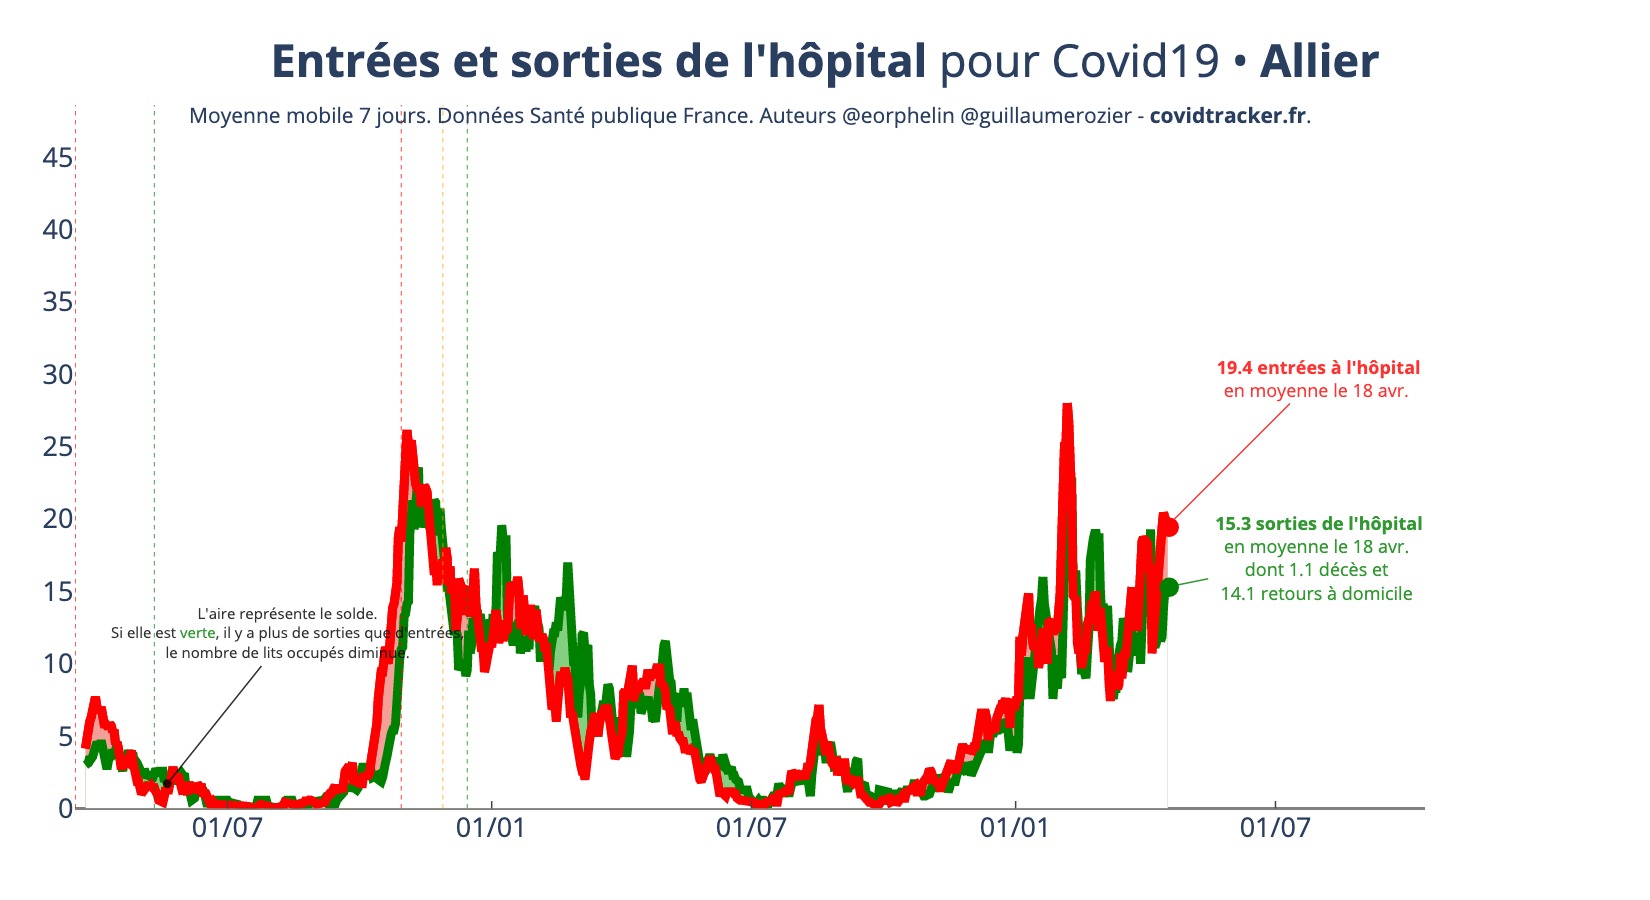 Entrées et sorties de l'hôpital pour Covid19 • Allier
Moyenne mobile 7 jours. Données Santé publique France. Auteurs @eorphelin @guillaumerozier - covidtracker.fr.
45
40
35
30
25
20
15
10
5
0
19.4 entrées à l'hôpital
en moyenne le 18 avr.
15.3 sorties de l'hôpital
en moyenne le 18 avr.
dont 1.1 décès et
14.1 retours à domicile
L'aire représente le solde.
Si elle est verte, il y a plus de sorties que d'entrées,
le nombre de lits occupés diminue.
01/07
01/01
01/07
01/01
01/07